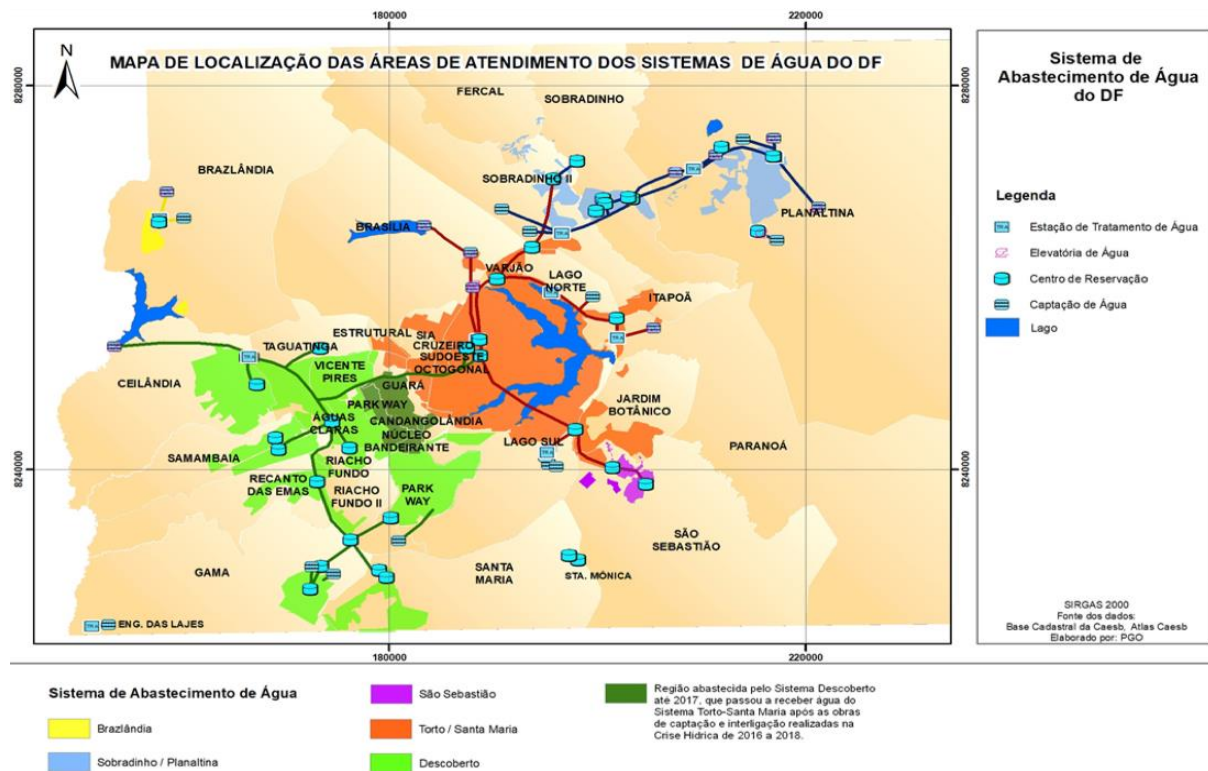 180000
220000
N
MAPA DE LOCALIZAÇÃO DAS ÁREAS DE ATENDIMENTO DOS SISTEMAS DE ÁGUA DO DF
8280000
8280000
FERCAL
SOBRADINHO
BRAZLÂNDIA
SOBRADINHO II
PLANALTINA
BRASÍLIA
VARJÃO
LAGO
NORTE
ITAPOÃ
ESTRUTURAL
SIA
TAGUATINGA
CRUZEIRO
SUDOESTE
OCTOGONAL
CEILÂNDIA
VICENTE
PIRES
GUARÁ
PARKWAY
JARDIM
BOTÂNICO
ÁGUAS
CLARAS
CANDANGOLÂNDIA
NÚCLEO
BANDEIRANTE
LAGO SUL
PARANOÁ
SAMAMBAIA
RIACHO
FUNDO
8240000
8240000
RECANTO
DAS EMAS
RIACHO
FUNDO II
PARK
WAY
SÃO
SEBASTIÃO
GAMA
SANTA
MARIA
STA. MÔNICA
ENG. DAS LAJES
180000
220000
Sistema de
Abastecimento de Água
do DF
Legenda
Estação de Tratamento de Água
Elevatória de Água
Centro de Reservação
Captação de Água
Lago
SIRGAS 2000
Fonte dos dados:
Base Cadastral da Caesb, Atlas Caesb
Elaborado por: PGO
Sistema de Abastecimento de Água
Brazlândia
Sobradinho / Planaltina
São Sebastião
Torto / Santa Maria
Descoberto
Região abastecida pelo Sistema Descoberto
até 2017, que passou a receber água do
Sistema Torto-Santa Maria após as obras
de captação e interligação realizadas na
Crise Hídrica de 2016 a 2018.